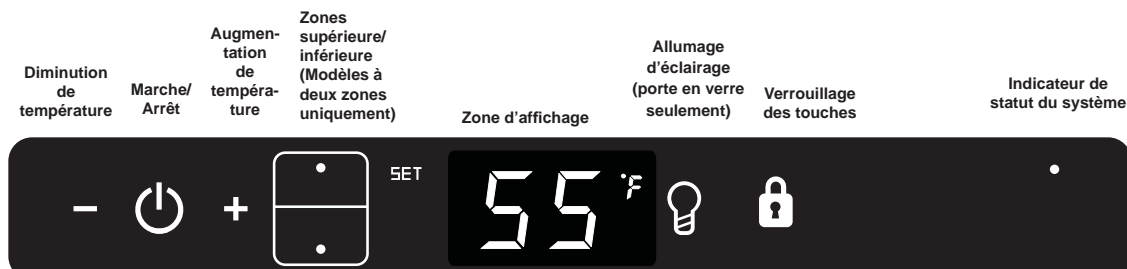 Diminution
de
température
Marche/
Arrêt
Augmen-
tation
de
tempéra-
ture
Zones
supérieure/
inférieure
(Modèles à
deux zones
uniquement)
Zone d'affichage
Allumage
d'éclairage
(porte en verre
seulement)
Verrouillage
des touches
Indicateur de
statut du système
SET
55 °F